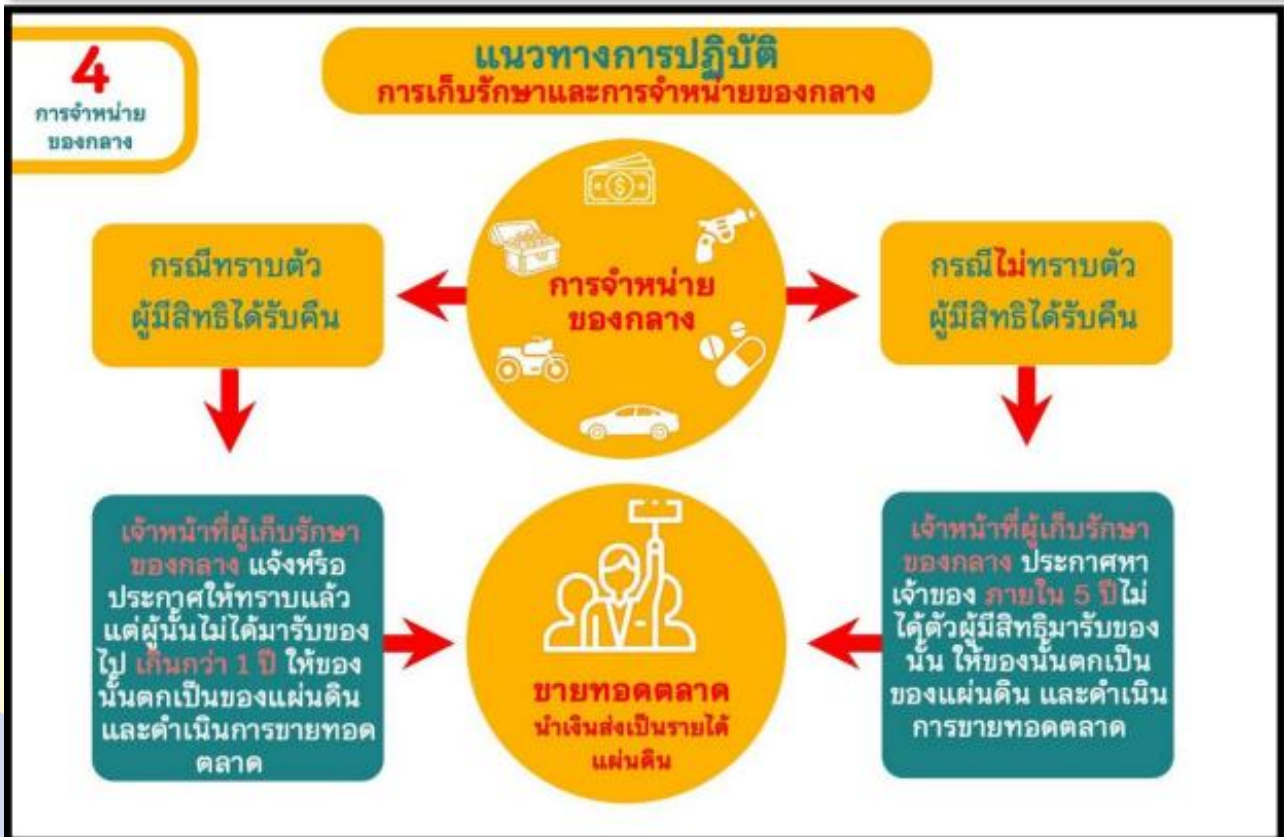 4
การจำหน่าย
ของกลาง
แนวทางการปฏิบัติ
การเก็บรักษาและการจำหน่ายของกลาง
กรณีทราบตัว
ผู้มีสิทธิได้รับคืน
การจำหน่าย
ของกลาง
กรณีไม่ทราบตัว
ผู้มีสิทธิได้รับคืน
เจ้าหน้าที่ผู้เก็บรักษา
ของกลาง แจ้งหรือ
ประกาศให้ทราบแล้ว
แต่ผู้นั้นไม่ได้มารับของ
ไป เกินกว่า 1 ปี ให้ของ
นั้นตกเป็นของแผ่นดิน
และดำเนินการขายทอด
ตลาด
ขายทอดตลาด
นำเงินส่งเป็นรายได้
แผ่นดิน
เจ้าหน้าที่ผู้เก็บรักษา
ของกลาง ประกาศหา
เจ้าของ ภายใน 5 ปีไม่
ได้ตัวผู้มีสิทธิมารับของ
นั้น ให้ของนั้นตกเป็น
ของแผ่นดิน และดำเนิน
การขายทอดตลาด